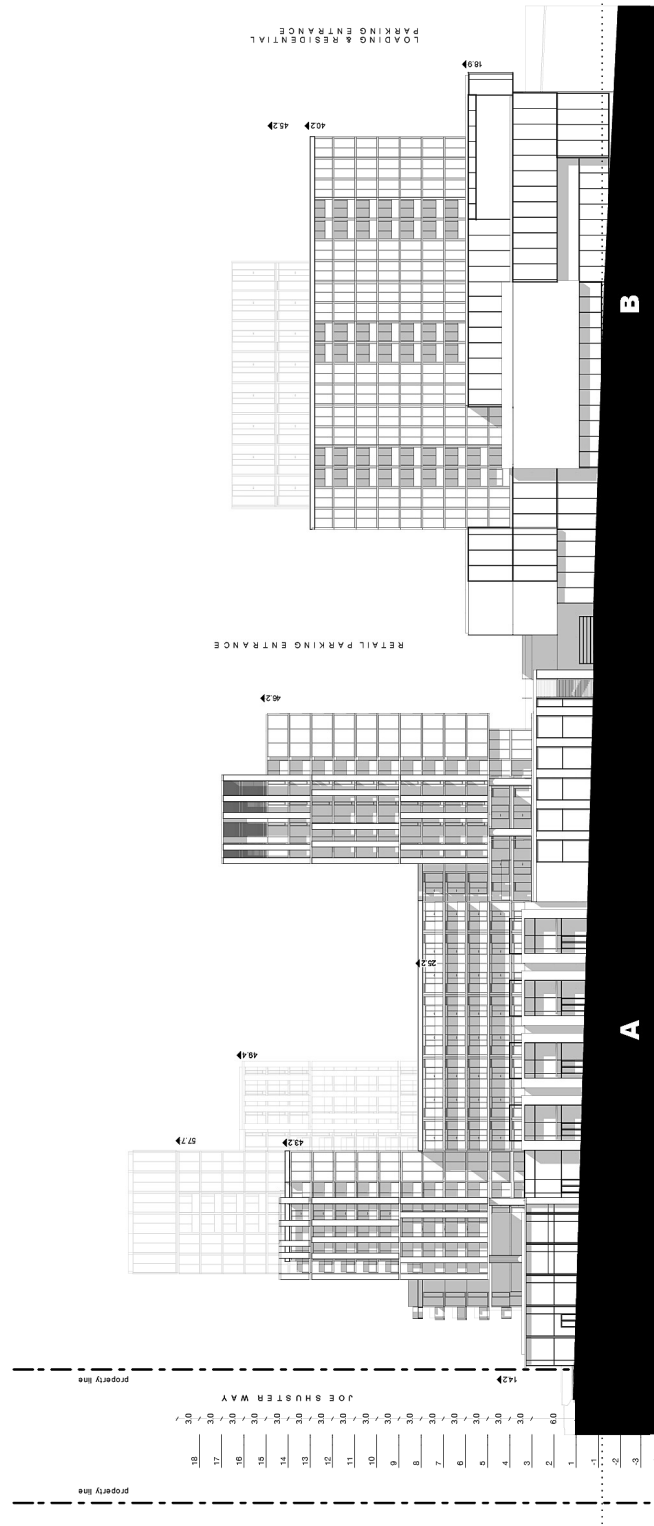 LOADING & RESIDENTIAL
PARKING ENTRANCE
18.9
45.2
40.2
B
RETAIL PARKING ENTRANCE
46.2
25.2
A
49.4
57.7
43.2
property line
14.2
JOE SHUSTER WAY
3.0 3.0 3.0 3.0 3.0 3.0 3.0 3.0 3.0 3.0 3.0 3.0 3.0 3.0 3.0 3.0 6.0
18 17 16 15 14 13 12 11 10 9 8 7 6 5 4 3 2 1 -1 -2 -3
property line